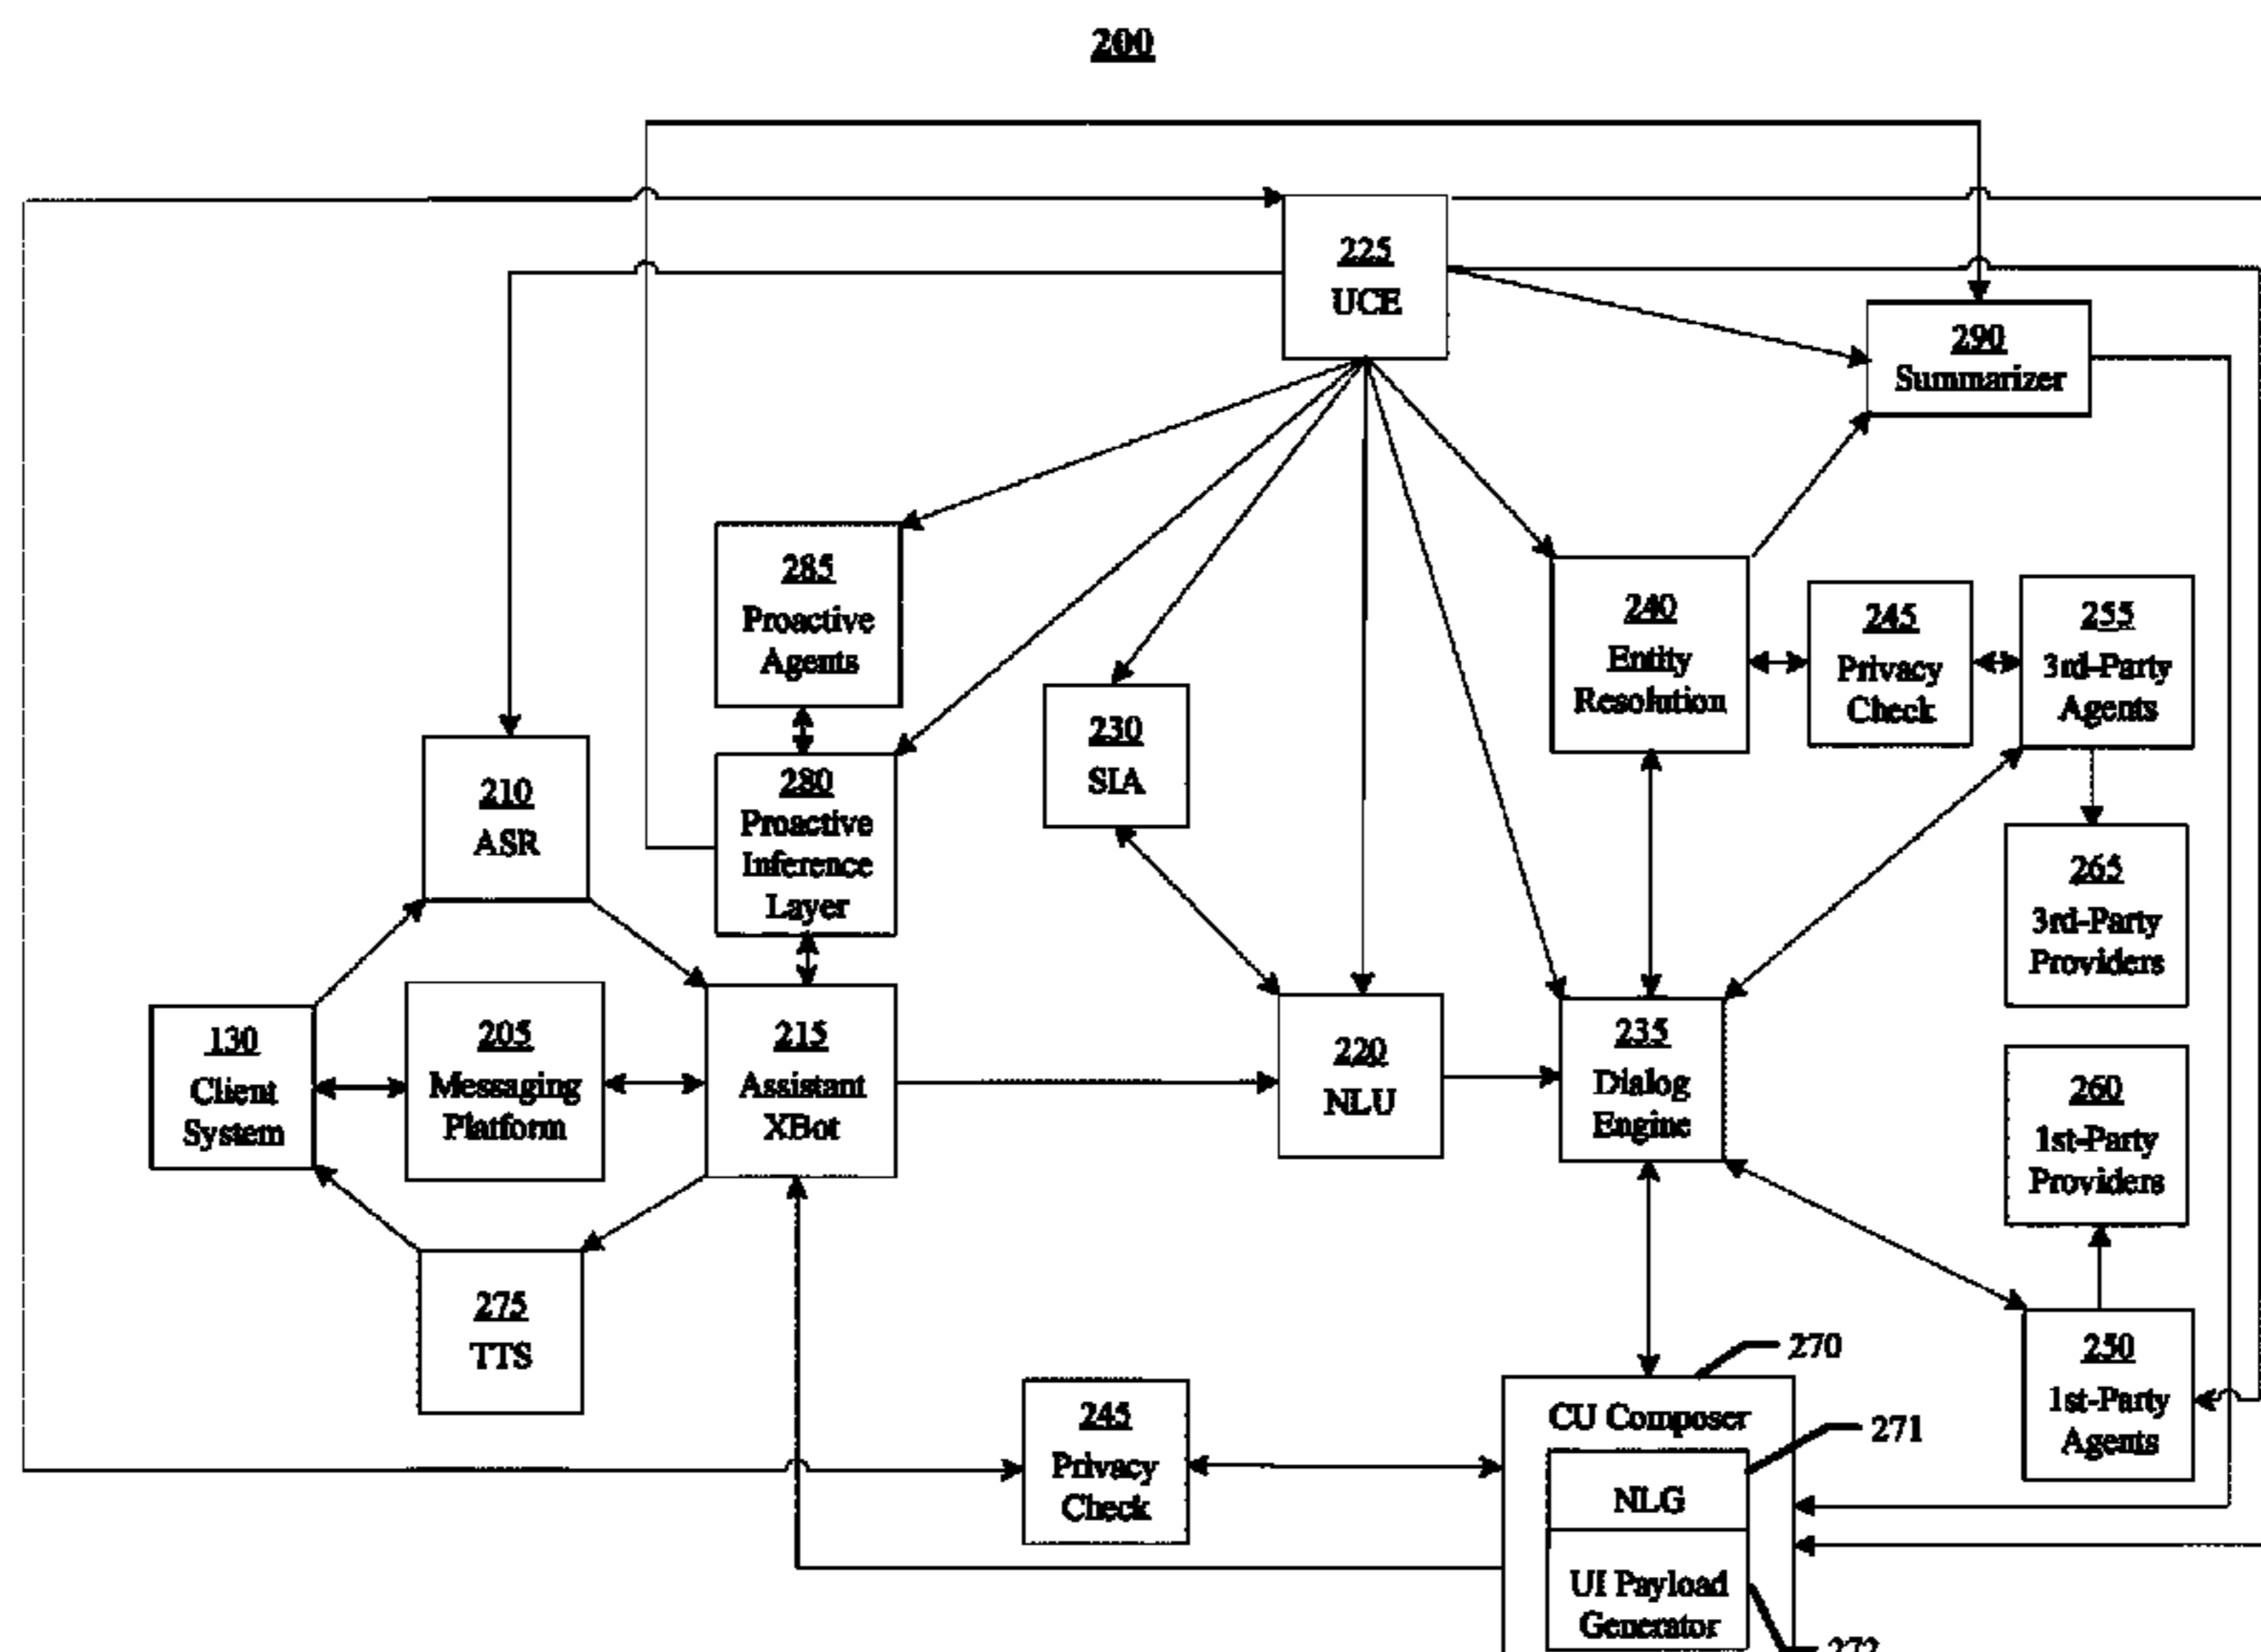 200
225
UCE
290
Summarizer
285
Proactive
Agents
240
Entity
Resolution
245
Privacy
Check
255
3rd-Party
Agents
230
SIA
210
ASR
280
Proactive
Inference
Layer
265
3rd-Party
Providers
130
Client
System
205
Messaging
Platform
215
Assistant
XBot
220
NLU
235
Dialog
Engine
260
1st-Party
Providers
275
TTS
250
1st-Party
Agents
245
Privacy
Check
270
CU Composer
271
NLG
UI Payload
Generator
272